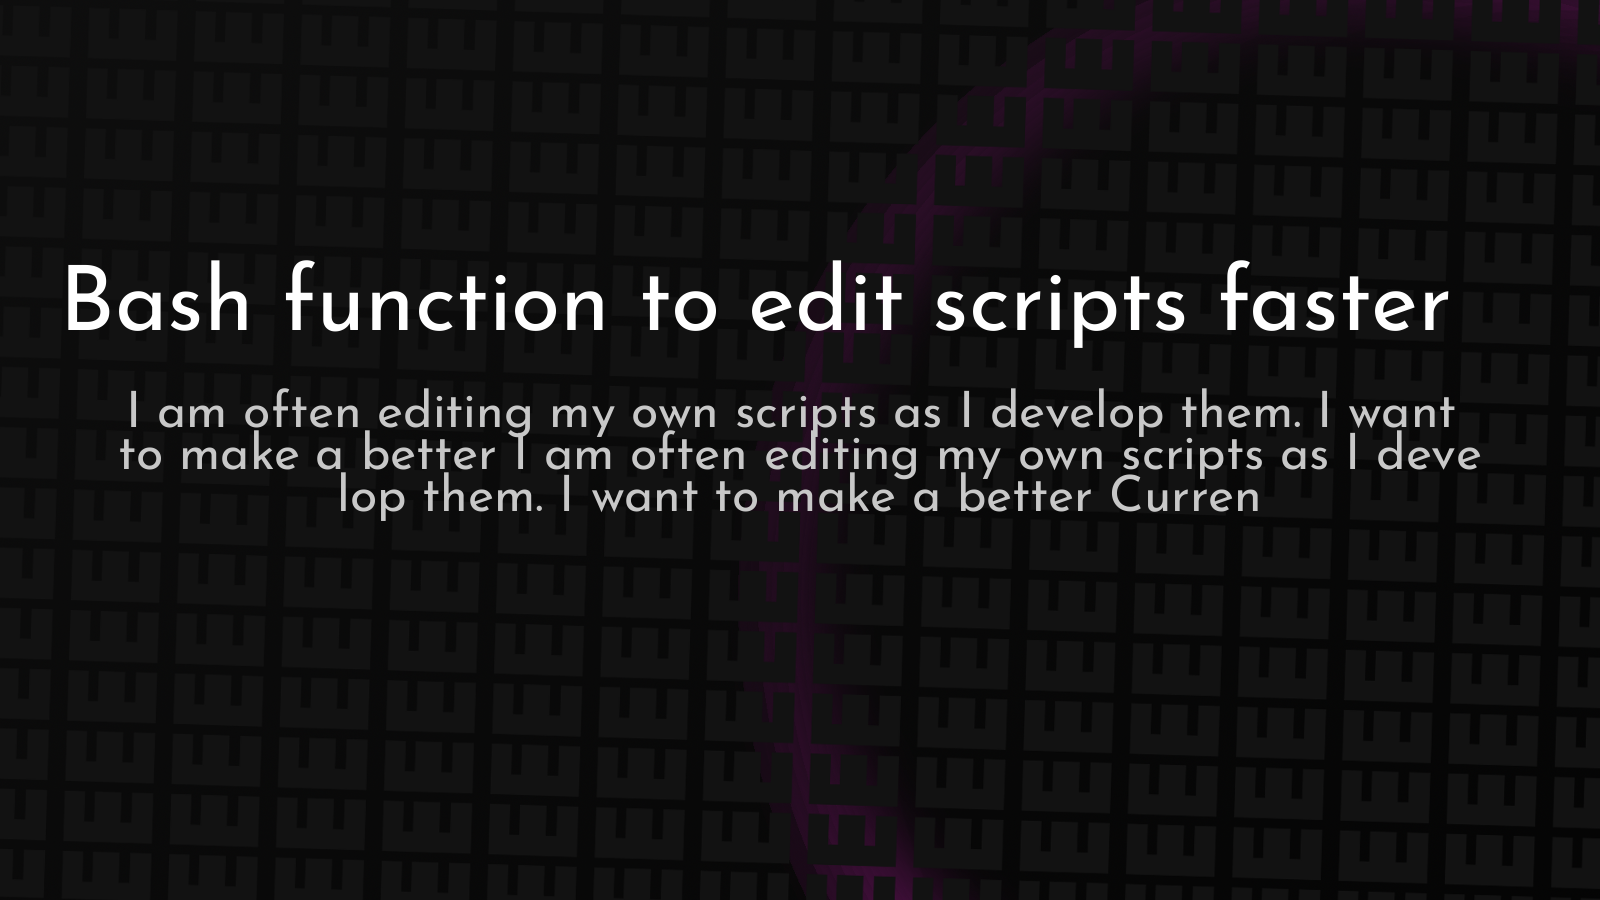 Bash function to edit scripts faster
I am often editing my own scripts as I develop them. I want
to make a better I am often editing my own scripts as I deve
lop them. I want to make a better Curren